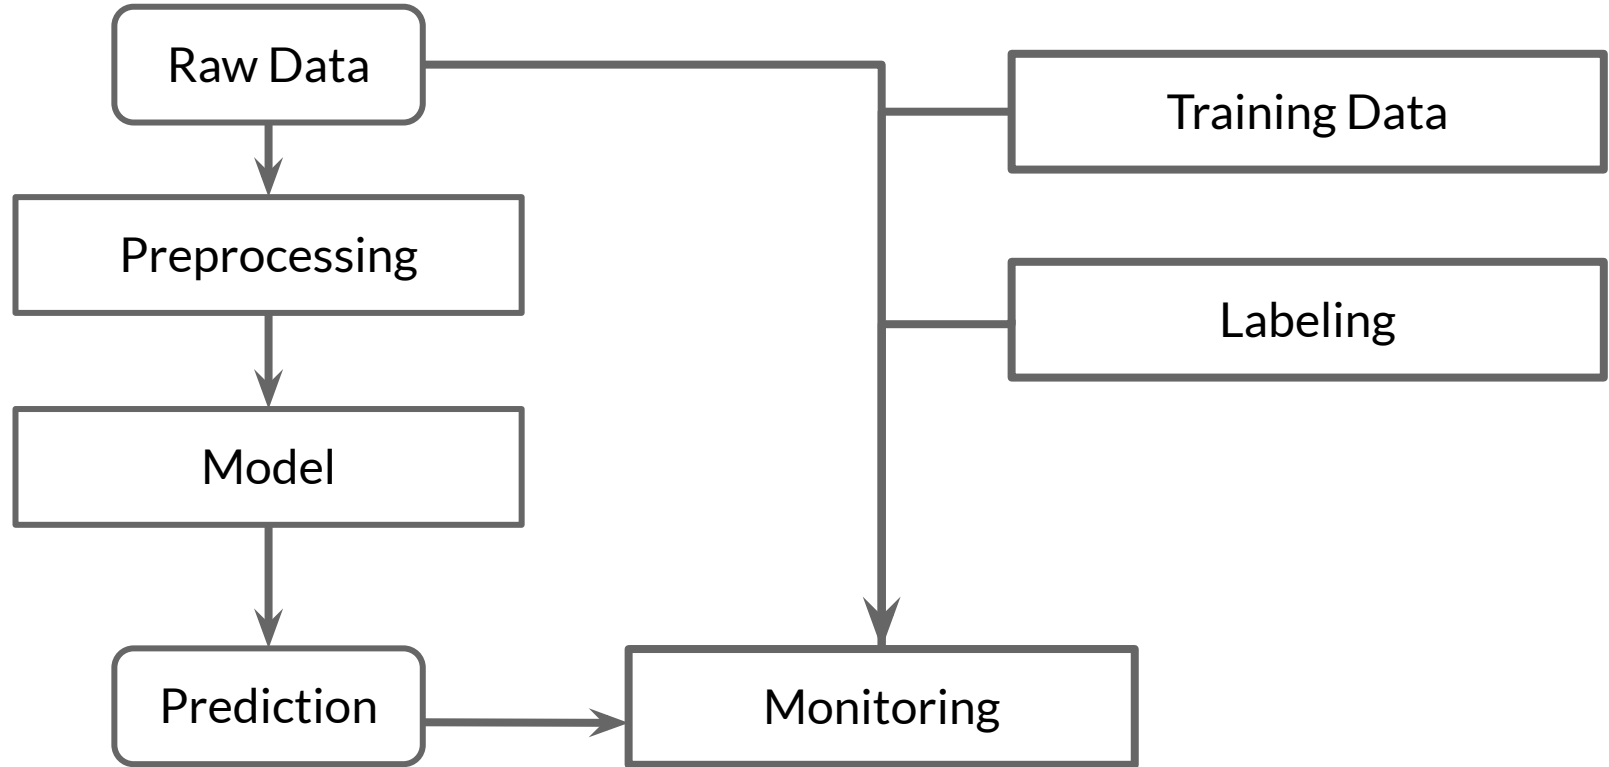 Raw Data
Training Data
Preprocessing
Labeling
Model
Prediction
Monitoring